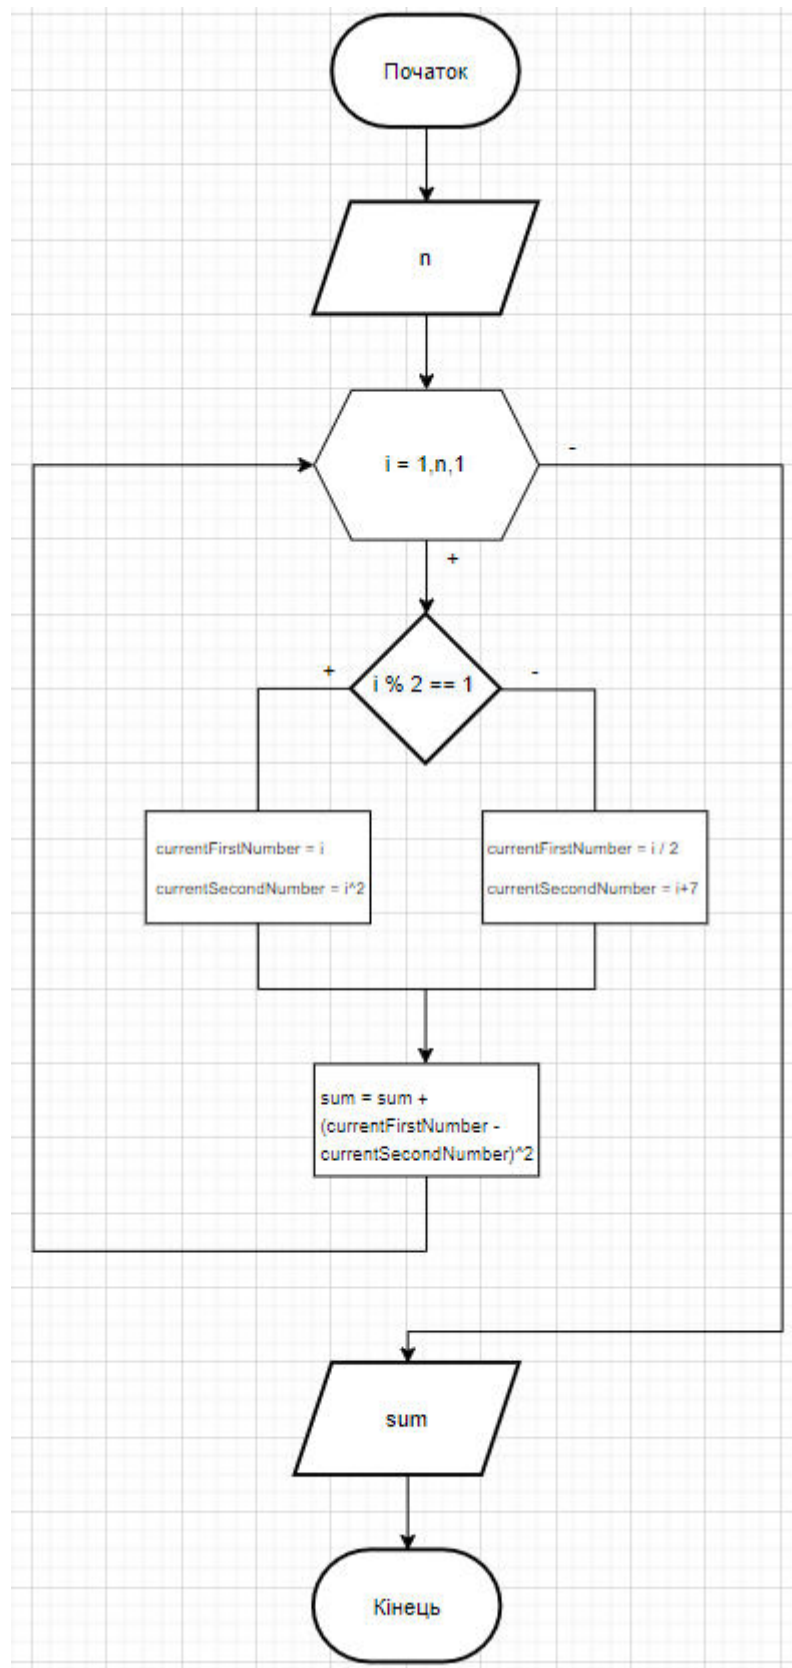 Початок
n
i = 1,n,1
-
+
+
i % 2 == 1
-
currentFirstNumber = i
currentSecondNumber = i^2
currentFirstNumber = i / 2
currentSecondNumber = i+7
sum = sum +
(currentFirstNumber -
currentSecondNumber)^2
sum
Кінець